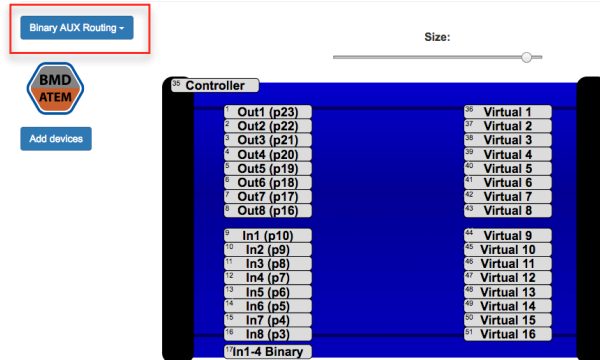 Binary AUX Routing
Size:
BMD
ATEM
Add devices
35 Controller
1 Out1 (p23)
2 Out2 (p22)
3 Out3 (p21)
4 Out4 (p20)
5 Out5 (p19)
6 Out6 (p18)
7 Out7 (p17)
8 Out8 (p16)
9 In1 (p10)
10 In2 (p9)
11 In3 (p8)
12 In4 (p7)
13 In5 (p6)
14 In6 (p5)
15 In7 (p4)
16 In8 (p3)
17 In1-4 Binary
36 Virtual 1
37 Virtual 2
38 Virtual 3
39 Virtual 4
40 Virtual 5
41 Virtual 6
42 Virtual 7
43 Virtual 8
44 Virtual 9
45 Virtual 10
46 Virtual 11
47 Virtual 12
48 Virtual 13
49 Virtual 14
50 Virtual 15
51 Virtual 16